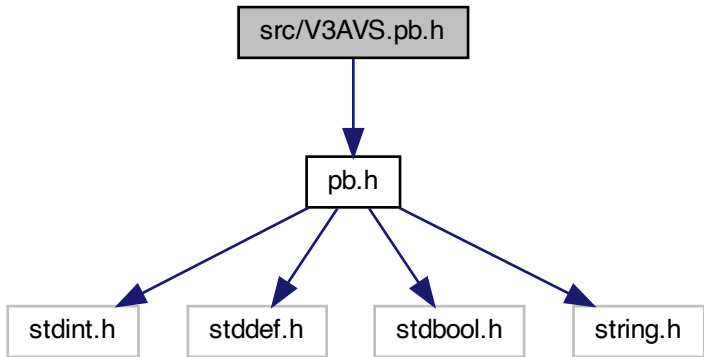 src/V3AVS.pb.h
pb.h
stdint.h
stddef.h
stdbool.h
string.h